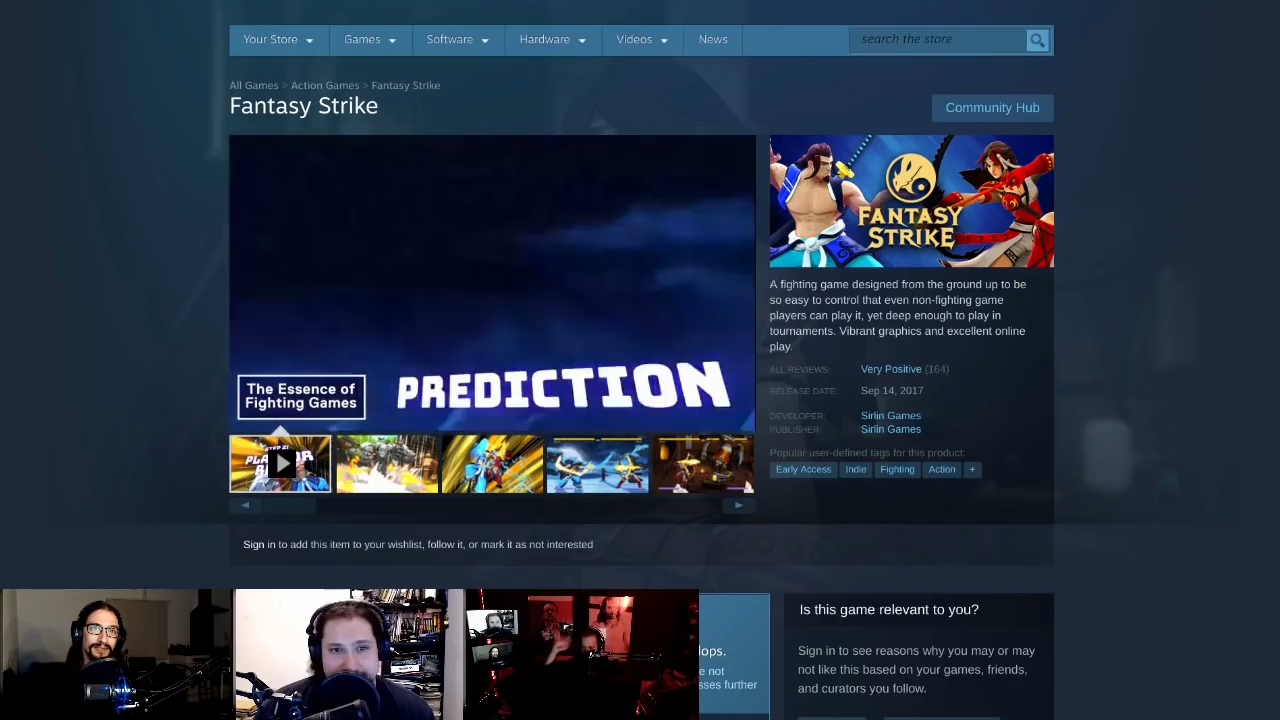 Your Store
Games
Software
Hardware
Videos
News
search the store
All Games > Action Games > Fantasy Strike
Fantasy Strike
Community Hub
The Essence of
Fighting Games
PREDICTION
FANTASY
STRIKE
A fighting game designed from the ground up to be
so easy to control that even non-fighting game
players can play it, yet deep enough to play in
tournaments. Vibrant graphics and excellent online
play.
ALL REVIEWS: Very Positive (164)
RELEASE DATE: Sep 14, 2017
DEVELOPER: Sirlin Games
PUBLISHER: Sirlin Games
Popular user-defined tags for this product:
Early Access Indie Fighting Action +
Sign in to add this item to your wishlist, follow it, or mark it as not interested
lops.
e not
sses further
Is this game relevant to you?
Sign in to see reasons why you may or may
not like this based on your games, friends,
and curators you follow.